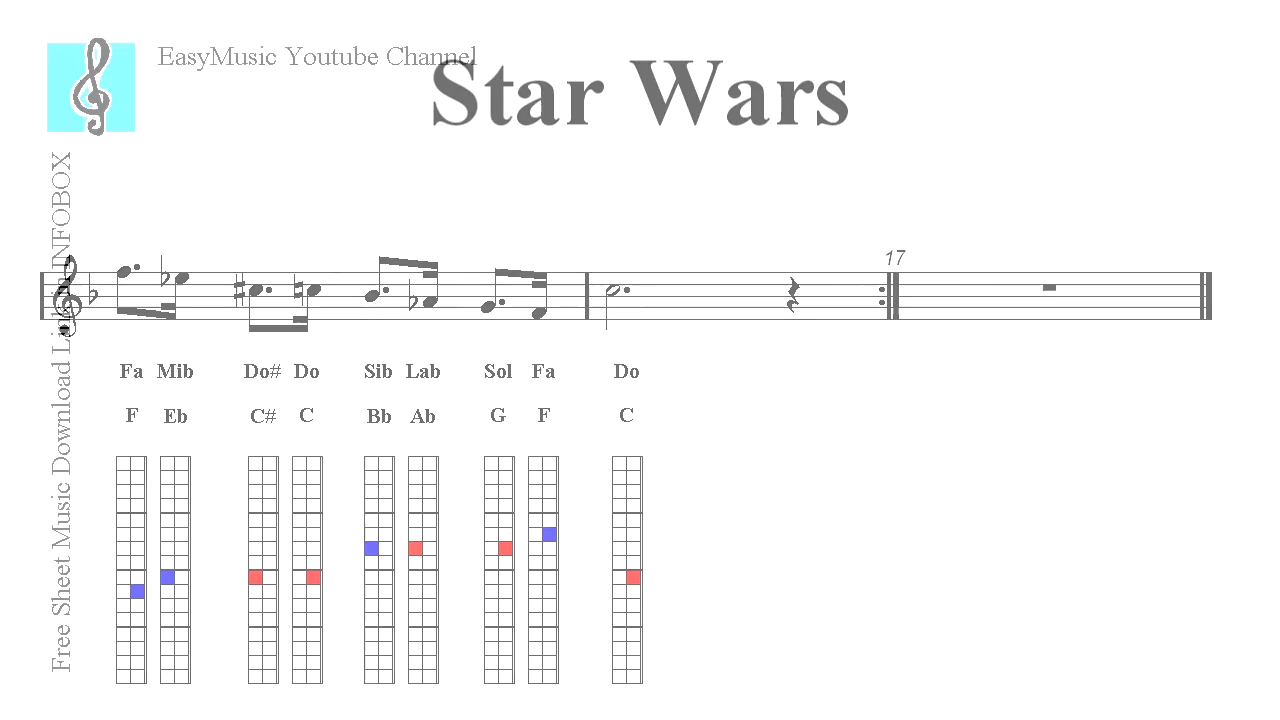 EasyMusic Youtube Channel
Star Wars
17
Fa Mib Do# Do Sib Lab Sol Fa Do
F Eb C# C Bb Ab G F C
Free Sheet Music Download Link in INFOBOX